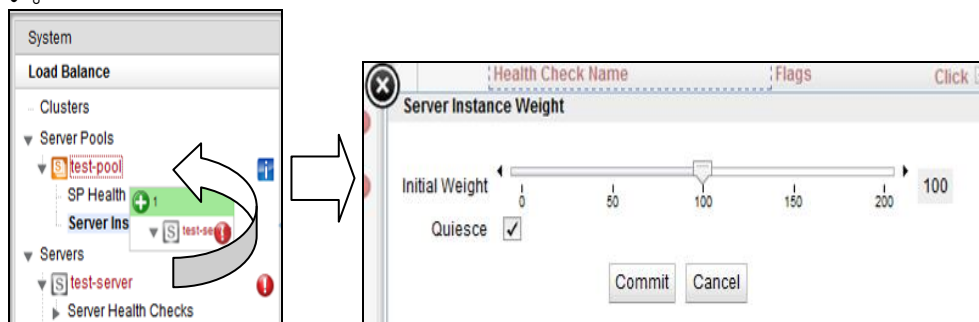 System
Load Balance
Clusters
Server Pools
test-pool
SP Health
1
Server Ins
test-se
Servers
S test-server
Server Health Checks
Health Check Name Flags Click
Server Instance Weight
Initial Weight 0 50 100 150 200 100
Quiesce
Commit Cancel